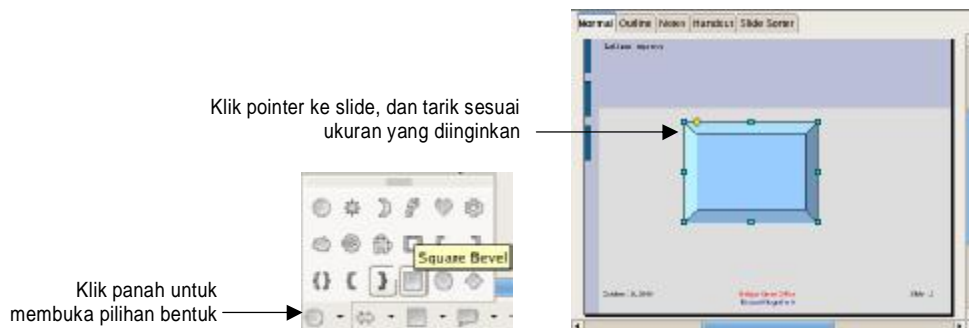 Normal Outline Notes Handout Slide Sorter
Klik pointer ke slide, dan tarik sesuai
ukuran yang diinginkan
Square Bevel
Klik panah untuk
membuka pilihan bentuk